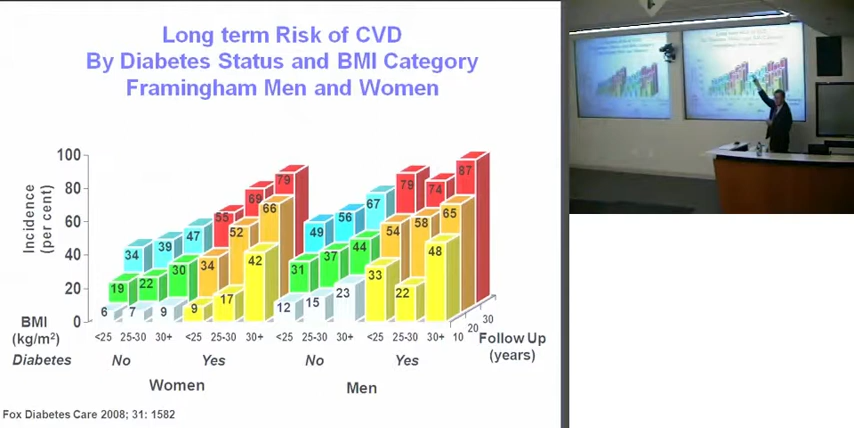 Long term Risk of CVD
By Diabetes Status and BMI Category
Framingham Men and Women
Incidence
(per cent)
100
80
60
40
20
0
34 39 47 55 69 79 49 56 67 79 74 87
19 22 30 34 52 66 31 37 44 54 58 65
6 7 9 9 17 42 12 15 23 33 22 48
10 20 30
Follow Up
(years)
BMI
(kg/m²)
<25 25-30 30+ <25 25-30 30+ <25 25-30 30+ <25 25-30 30+
Diabetes No Yes No Yes
Women Men
Fox Diabetes Care 2008; 31: 1582